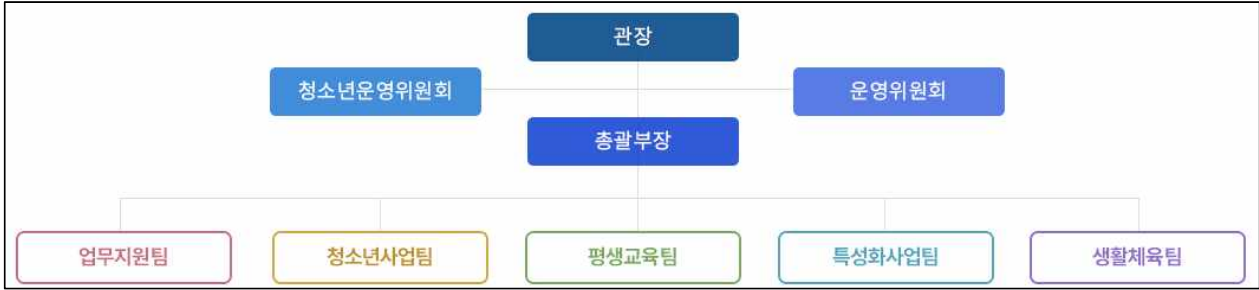 관장
청소년운영위원회
운영위원회
총괄부장
업무지원팀
청소년사업팀
평생교육팀
특성화사업팀
생활체육팀